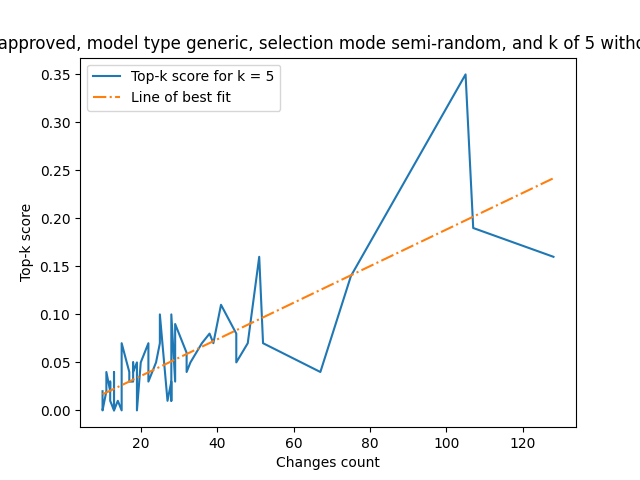 approved, model type generic, selection mode semi-random, and k of 5
Top-k score for k = 5
Line of best fit
0.35
0.30
0.25
0.20
0.15
0.10
0.05
0.00
Top-k score
20 40 60 80 100 120
Changes count